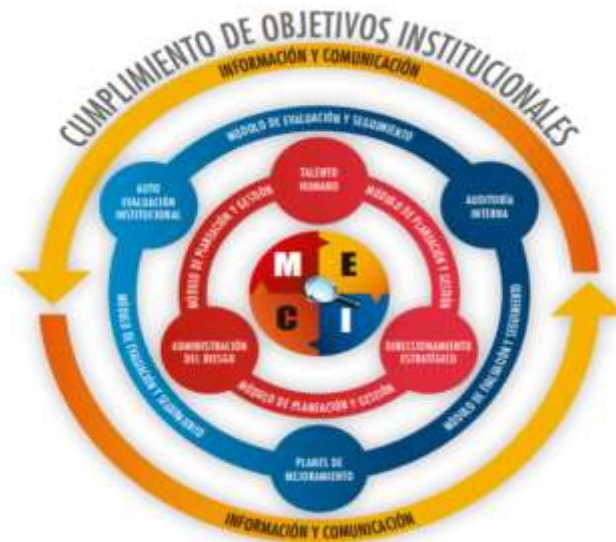 CUMPLIMIENTO DE OBJETIVOS INSTITUCIONALES
INFORMACIÓN Y COMUNICACIÓN
MÓDULO DE EVALUACIÓN Y SEGUIMIENTO
AUTO
EVALUACIÓN
INSTITUCIONAL
TALENTO
HUMANO
AUDITORÍA
INTERNA
MÓDULO DE PLANEACIÓN Y GESTIÓN
MÓDULO DE PLANEACIÓN Y GESTIÓN
M E
C I
ADMINISTRACIÓN
DEL RIESGO
DIRECCIONAMIENTO
ESTRATÉGICO
MÓDULO DE PLANEACIÓN Y GESTIÓN
MÓDULO DE EVALUACIÓN Y SEGUIMIENTO
MÓDULO DE EVALUACIÓN Y SEGUIMIENTO
PLANES DE
MEJORAMIENTO
INFORMACIÓN Y COMUNICACIÓN